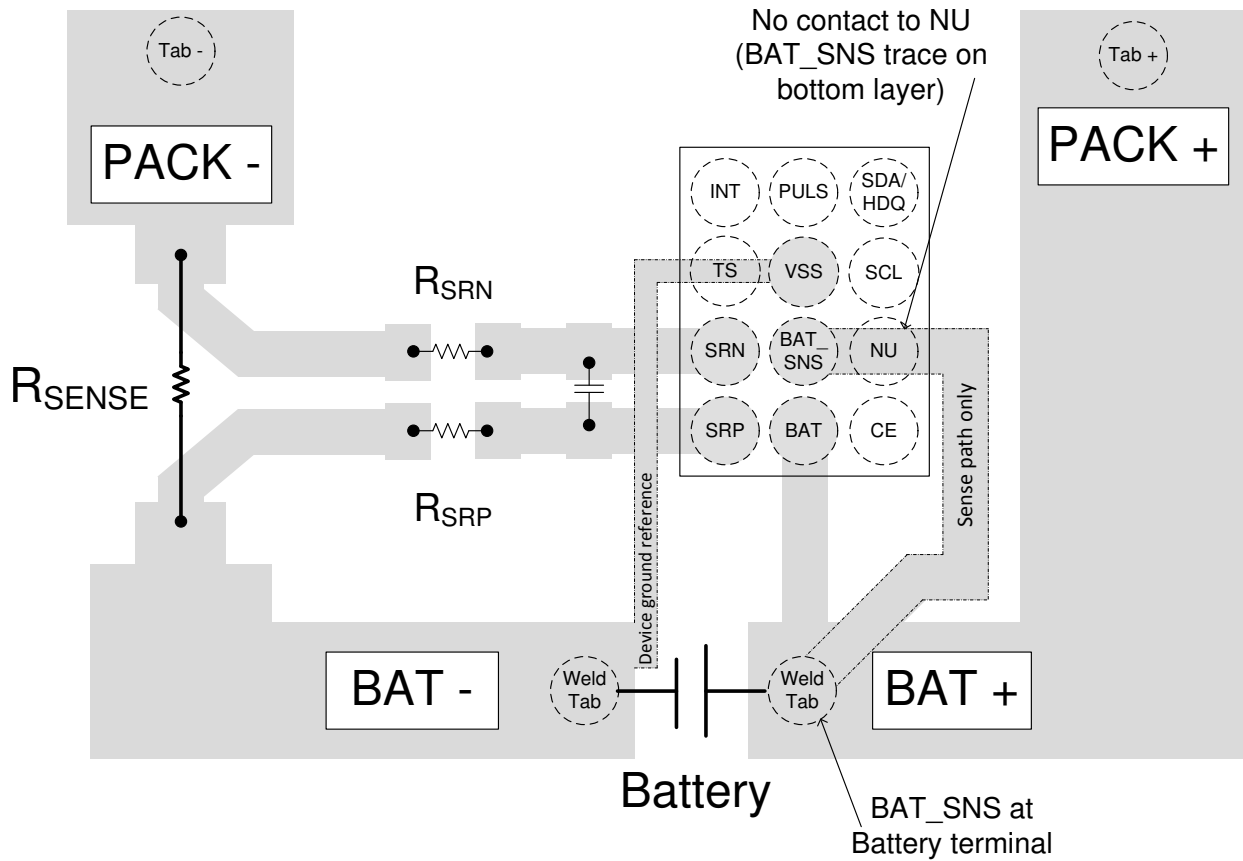 No contact to NU
(BAT_SNS trace on
bottom layer)
Tab -
Tab +
PACK -
PACK +
INT
PULS
SDA/
HDQ
TS
VSS
SCL
RSRN
SRN
BAT_
SNS
NU
RSENSE
SRP
BAT
CE
RSRP
Sense path only
Device ground reference
BAT -
Weld
Tab
Weld
Tab
BAT +
Battery
BAT_SNS at
Battery terminal